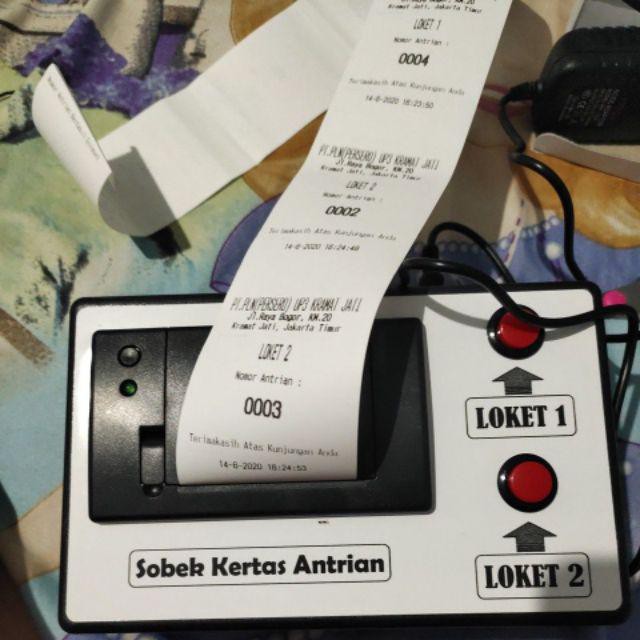 Kramat Jati, Jakarta Timur
LOKET 1
Nomor Antrian :
0004
Terimakasih Atas Kunjungan Anda
14-6-2020 16:23:50
PT.PLN(PERSERO) UP3 KRAMAT JATI
Jl.Raya Bogor, KM.20
Kramat Jati, Jakarta Timur
LOKET 2
Nomor Antrian :
0002
Terimakasih Atas Kunjungan Anda
14-6-2020 16:24:48
PT.PLN(PERSERO) UP3 KRAMAT JATI
Jl.Raya Bogor, KM.20
Kramat Jati, Jakarta Timur
LOKET 2
Nomor Antrian :
0003
Terimakasih Atas Kunjungan Anda
14-6-2020 16:24:53
LOKET 1
LOKET 2
Sobek Kertas Antrian